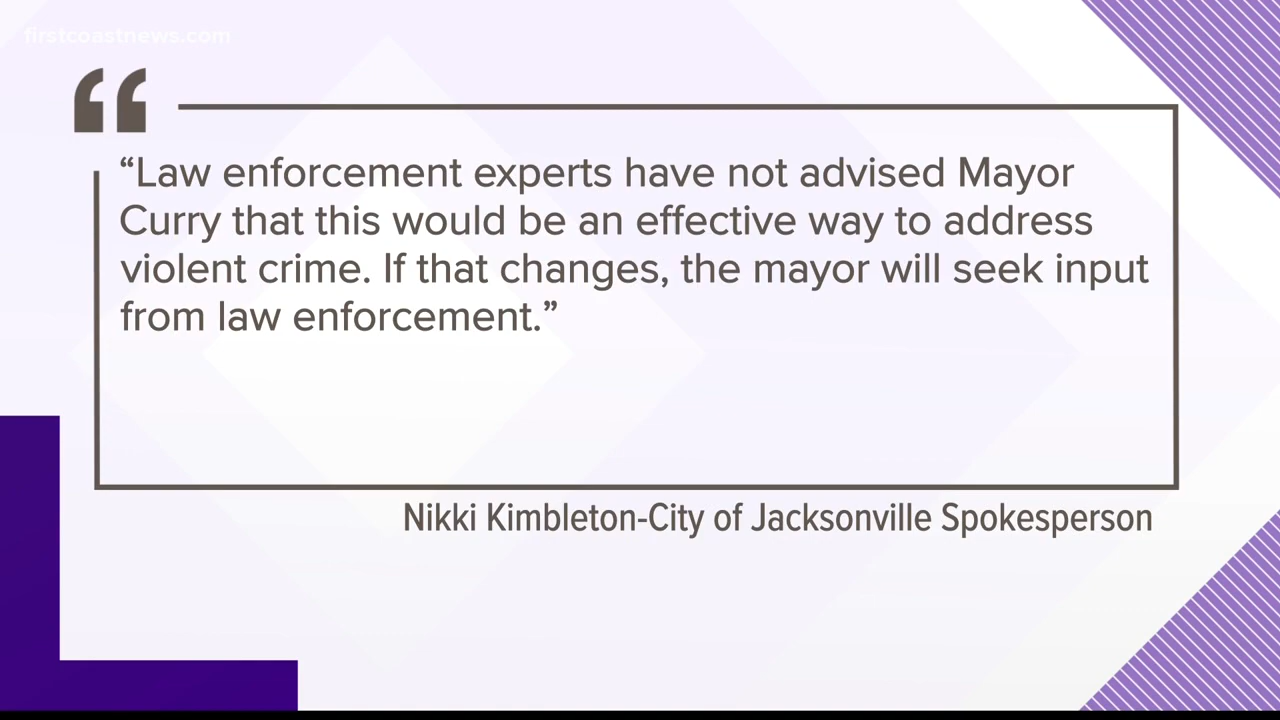 firstcoastnews.com
“Law enforcement experts have not advised Mayor
Curry that this would be an effective way to address
violent crime. If that changes, the mayor will seek input
from law enforcement.”
Nikki Kimbleton-City of Jacksonville Spokesperson